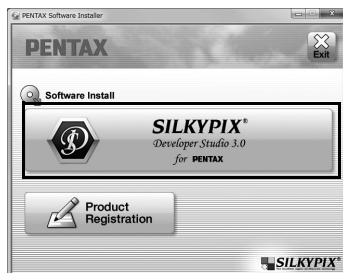 PENTAX Software Installer
PENTAX
Exit
Software Install
SILKYPIX®
Developer Studio 3.0
for PENTAX
Product
Registration
SILKYPIX®